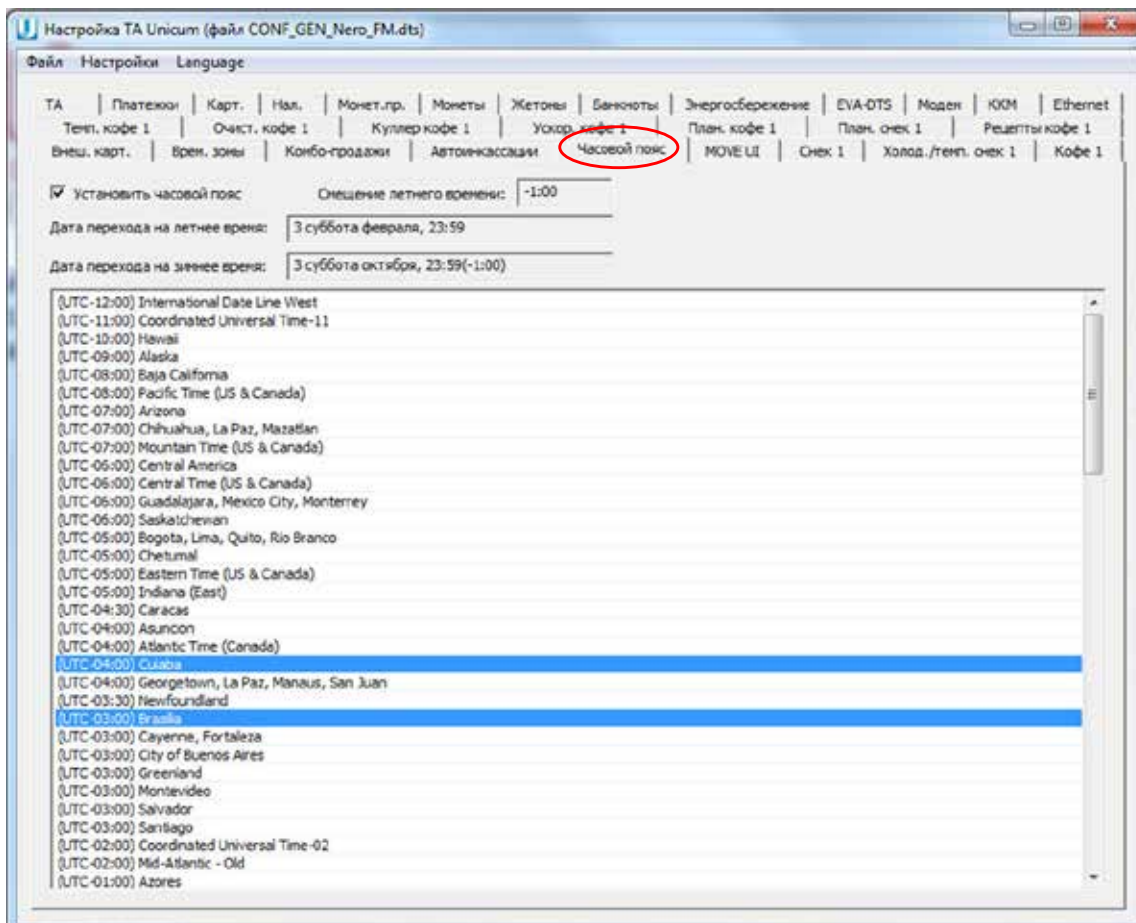 Настройка ТА Unicum (файл CONF_GEN_Nero_FM.dts)
Файл Настройки Language
ТА Платежки Карт. Нал. Монет.пр. Монеты Жетоны Банкноты Энергосбережение EVA-DTS Модем ККМ Ethernet
Темп. кофе 1 Очист. кофе 1 Куллер кофе 1 Ускор. кофе 1 План. кофе 1 План. снек 1 Рецепты кофе 1
Внеш. карт. Врем. зоны Комбо-продажи Автоинкассации Часовой пояс MOVE UI Снек 1 Холод./темп. снек 1 Кофе 1
Установить часовой пояс Смещение летнего времени: -1:00
Дата перехода на летнее время: 3 суббота февраля, 23:59
Дата перехода на зимнее время: 3 суббота октября, 23:59(-1:00)
(UTC-12:00) International Date Line West
(UTC-11:00) Coordinated Universal Time-11
(UTC-10:00) Hawaii
(UTC-09:00) Alaska
(UTC-08:00) Baja California
(UTC-08:00) Pacific Time (US & Canada)
(UTC-07:00) Arizona
(UTC-07:00) Chihuahua, La Paz, Mazatlan
(UTC-07:00) Mountain Time (US & Canada)
(UTC-06:00) Central America
(UTC-06:00) Central Time (US & Canada)
(UTC-06:00) Guadalajara, Mexico City, Monterrey
(UTC-06:00) Saskatchewan
(UTC-05:00) Bogota, Lima, Quito, Rio Branco
(UTC-05:00) Chetumal
(UTC-05:00) Eastern Time (US & Canada)
(UTC-05:00) Indiana (East)
(UTC-04:30) Caracas
(UTC-04:00) Asuncion
(UTC-04:00) Atlantic Time (Canada)
(UTC-04:00) Cuiaba
(UTC-04:00) Georgetown, La Paz, Manaus, San Juan
(UTC-03:30) Newfoundland
(UTC-03:00) Brasilia
(UTC-03:00) Cayenne, Fortaleza
(UTC-03:00) City of Buenos Aires
(UTC-03:00) Greenland
(UTC-03:00) Montevideo
(UTC-03:00) Salvador
(UTC-03:00) Santiago
(UTC-02:00) Coordinated Universal Time-02
(UTC-02:00) Mid-Atlantic - Old
(UTC-01:00) Azores